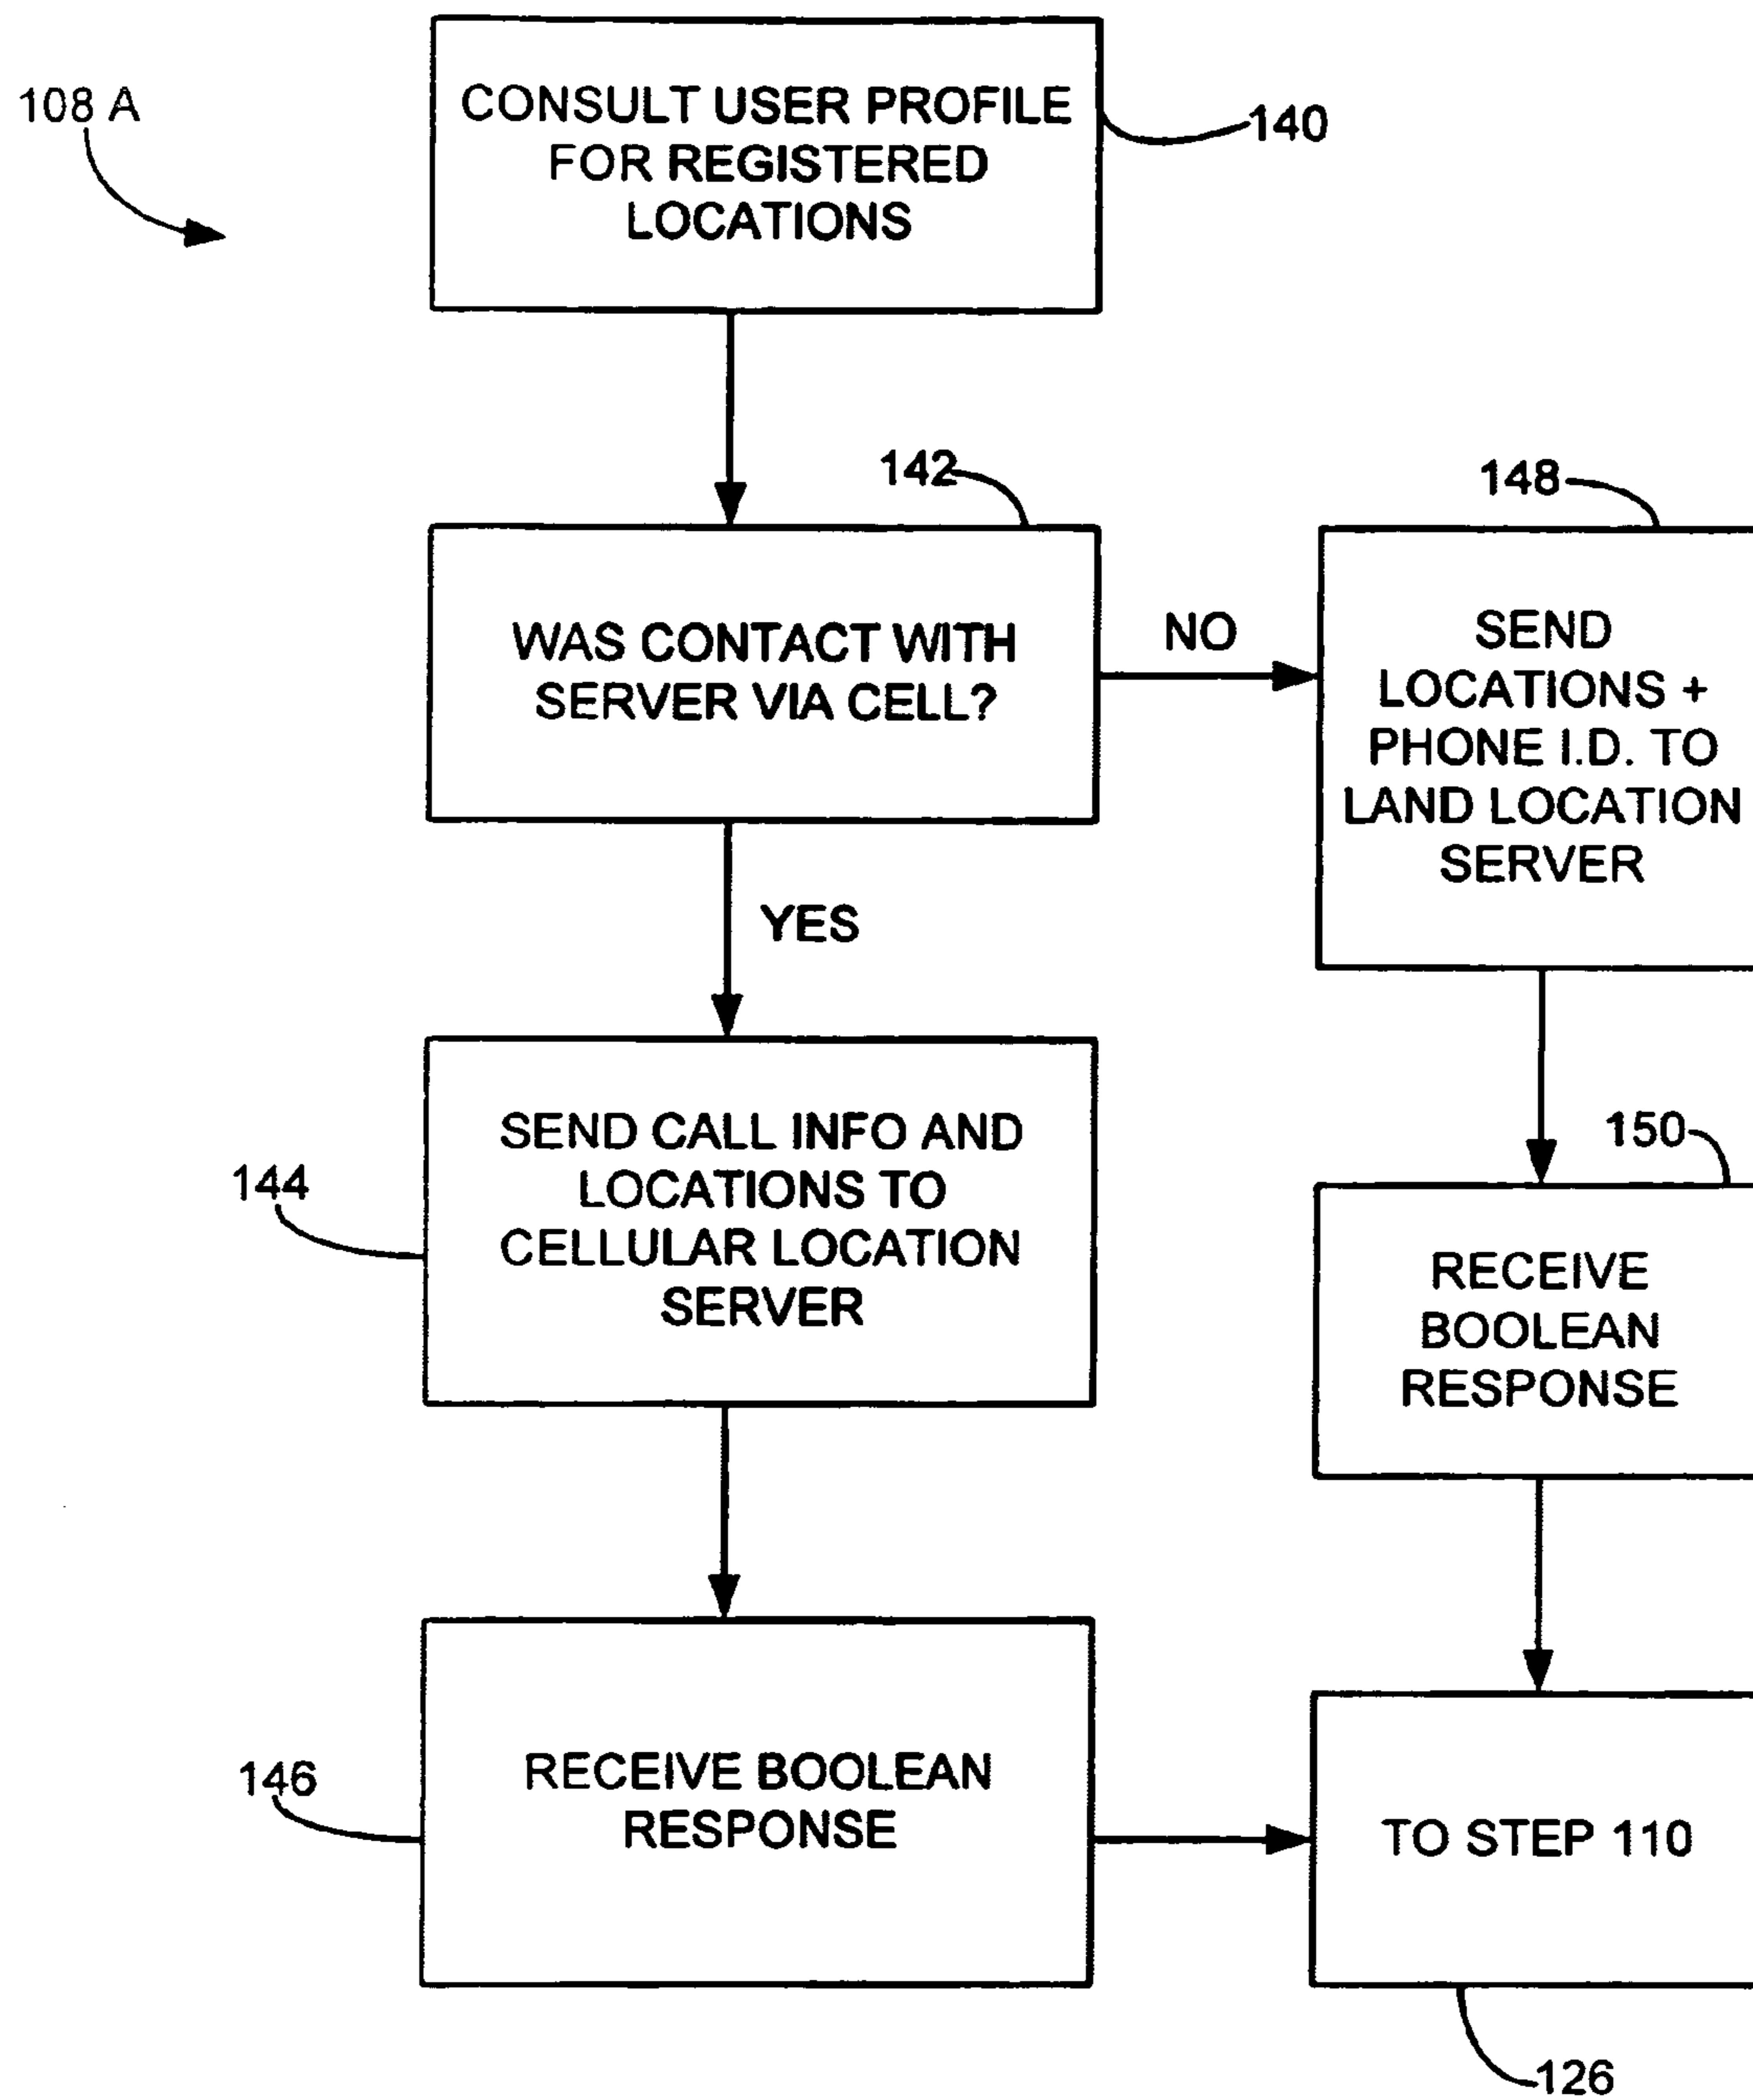 108 A
CONSULT USER PROFILE
FOR REGISTERED
LOCATIONS
140
142
WAS CONTACT WITH
SERVER VIA CELL?
NO
148
SEND
LOCATIONS +
PHONE I.D. TO
LAND LOCATION
SERVER
YES
144
SEND CALL INFO AND
LOCATIONS TO
CELLULAR LOCATION
SERVER
150
RECEIVE
BOOLEAN
RESPONSE
146
RECEIVE BOOLEAN
RESPONSE
TO STEP 110
126